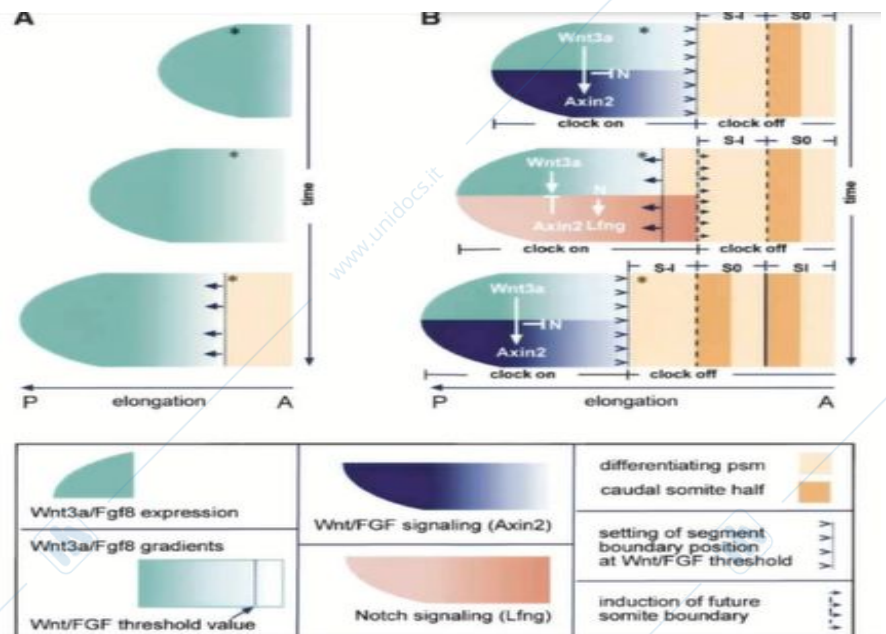 A
B
S-I
S0
Wnt3a
N
Axin2
clock on
clock off
S-I
S0
Wnt3a
N
Axin2 Lfng
clock on
clock off
S-I
S0
SI
Wnt3a
N
Axin2
clock on
clock off
time
time
P
elongation
A
P
elongation
A
www.unidocs.it
Wnt3a/Fgf8 expression
Wnt3a/Fgf8 gradients
Wnt/FGF threshold value
Wnt/FGF signaling (Axin2)
Notch signaling (Lfng)
differentiating psm
caudal somite half
setting of segment
boundary position
at Wnt/FGF threshold
induction of future
somite boundary